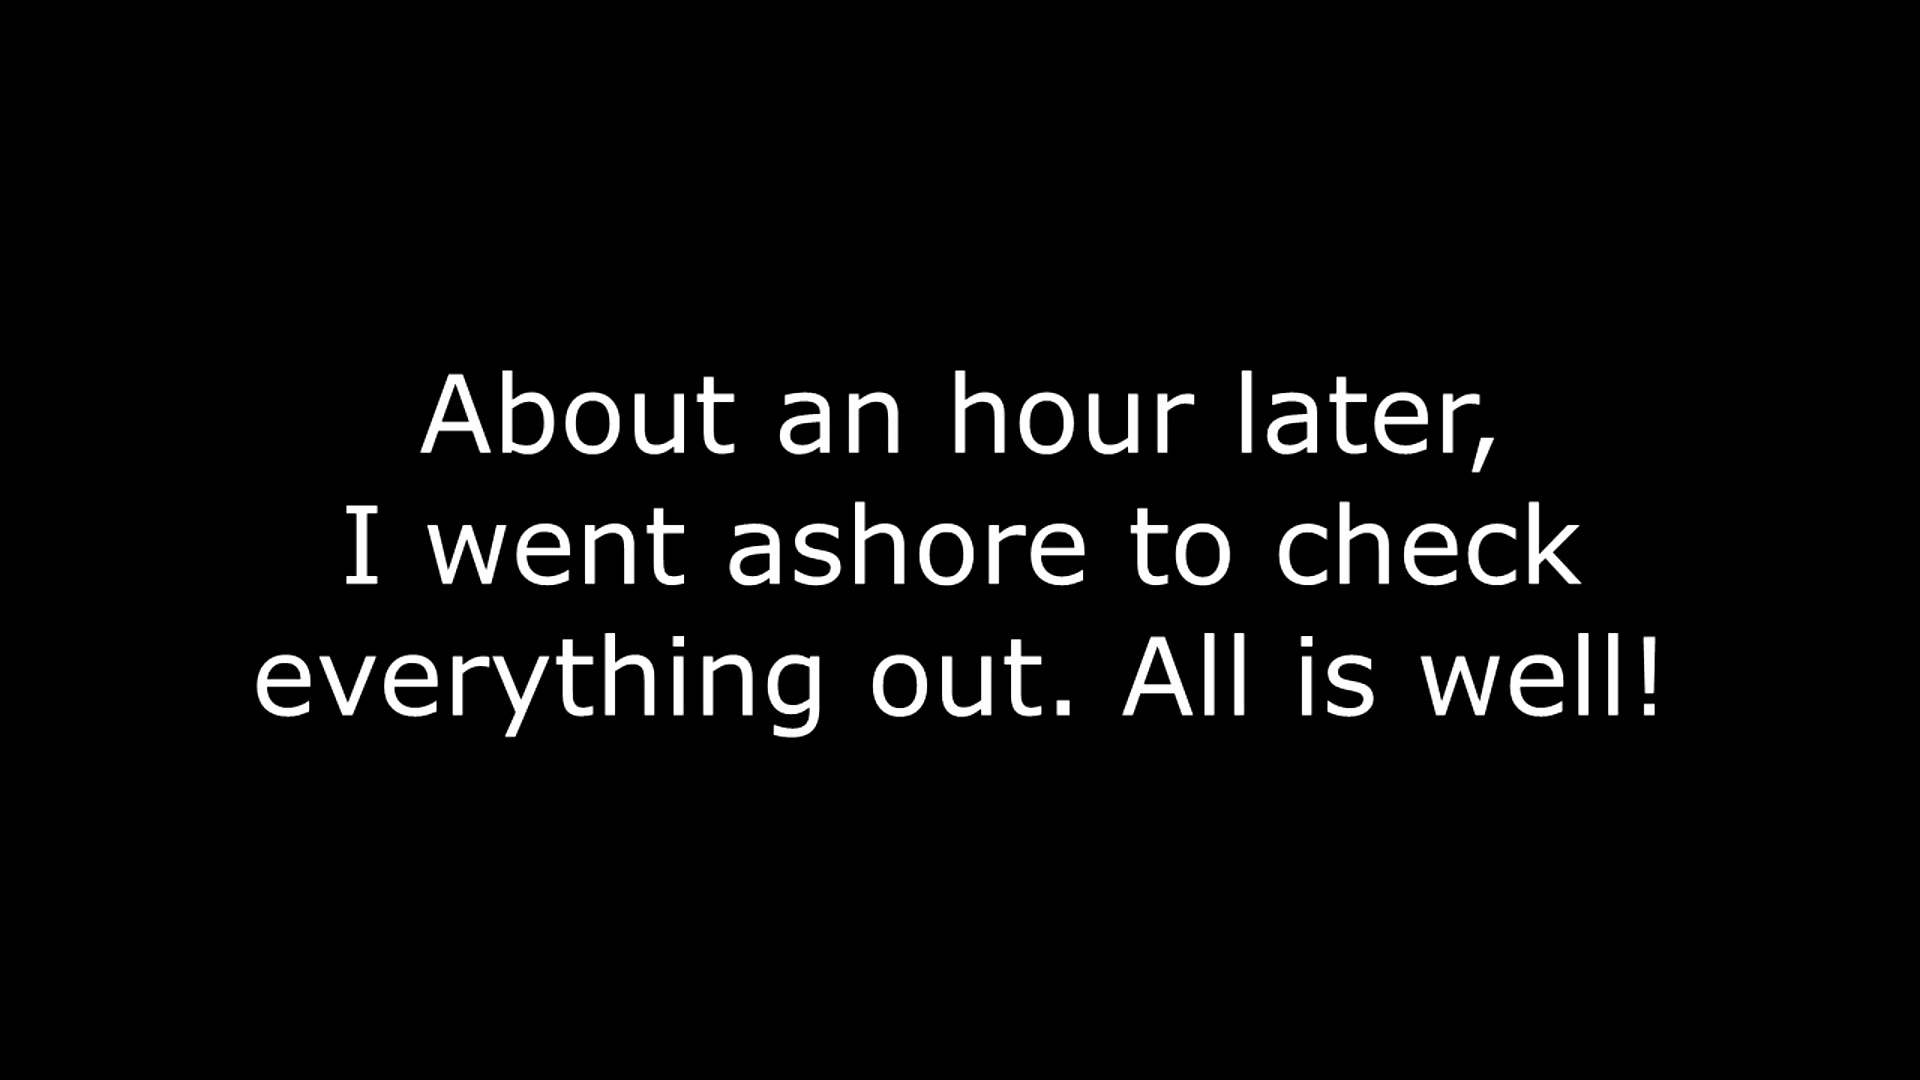 About an hour later,
I went ashore to check
everything out. All is well!